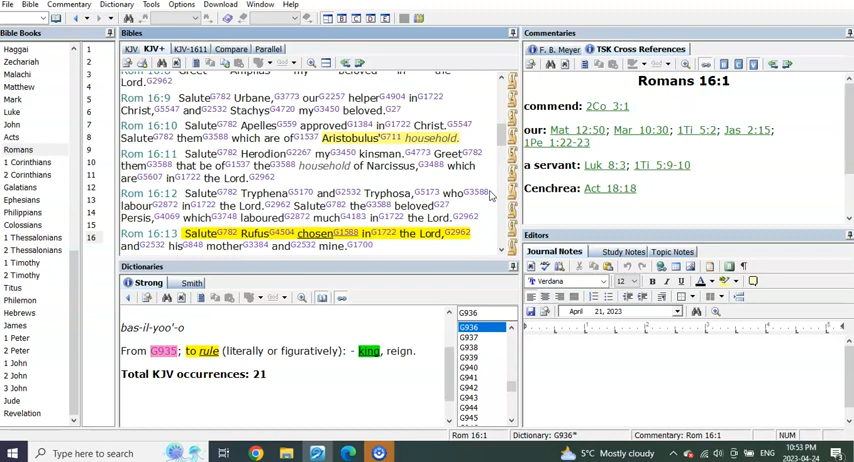 File Bible Commentary Dictionary Tools Options Download Window Help
Bible Books
Haggai
Zechariah
Malachi
Matthew
Mark
Luke
John
Acts
Romans
1 Corinthians
2 Corinthians
Galatians
Ephesians
Philippians
Colossians
1 Thessalonians
2 Thessalonians
1 Timothy
2 Timothy
Titus
Philemon
Hebrews
James
1 Peter
2 Peter
1 John
2 John
3 John
Jude
Revelation
1
2
3
4
5
6
7
8
9
10
11
12
13
14
15
16
Bibles
KJV KJV+ KJV-1611 Compare Parallel
Lord.G2962
Rom 16:9 SaluteG782 Urbane,G3773 ourG2257 helperG4904 inG1722
Christ,G5547 andG2532 StachysG4720 myG3450 beloved.G27
Rom 16:10 SaluteG782 ApellesG559 approvedG1384 inG1722 Christ.G5547
SaluteG782 themG3588 which are ofG1537 Aristobulus'G711 household.
Rom 16:11 SaluteG782 HerodionG2267 myG3450 kinsman.G4773 GreetG782
themG3588 that be ofG1537 theG3588 household of Narcissus,G3488 which
areG5607 inG1722 the Lord.G2962
Rom 16:12 SaluteG782 TryphenaG5170 andG2532 Tryphosa,G5173 whoG3588
labourG2872 inG1722 the Lord.G2962 SaluteG782 theG3588 belovedG27
Persis,G4069 whichG3748 labouredG2872 muchG4183 inG1722 the Lord.G2962
Rom 16:13 SaluteG782 RufusG4504 chosenG1588 inG1722 the Lord,G2962
andG2532 hisG848 motherG3384 andG2532 mine.G1700
Dictionaries
Strong Smith
bas-il-yoo'-o
From G935; to rule (literally or figuratively): - king, reign.
Total KJV occurrences: 21
G936
G936
G937
G938
G939
G940
G941
G942
G943
G944
G945
Commentaries
F. B. Meyer TSK Cross References
Romans 16:1
commend: 2Co 3:1
our: Mat 12:50; Mar 10:30; 1Ti 5:2; Jas 2:15;
1Pe 1:22-23
a servant: Luk 8:3; 1Ti 5:9-10
Cenchrea: Act 18:18
Editors
Journal Notes Study Notes Topic Notes
Verdana 12 B I U A
April 21, 2023
1 2 3 4 5
Rom 16:1 Dictionary: G936* Commentary: Rom 16:1 NUM
Type here to search
5°C Mostly cloudy
ENG
10:53 PM
2023-04-24